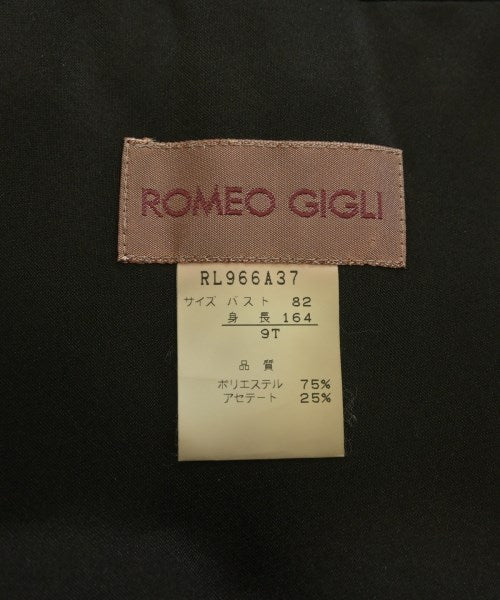 ROMEO GIGLI
RL966A37
サイズ バスト 82
身 長 164
9T
品 質
ポリエステル 75%
アセテート 25%